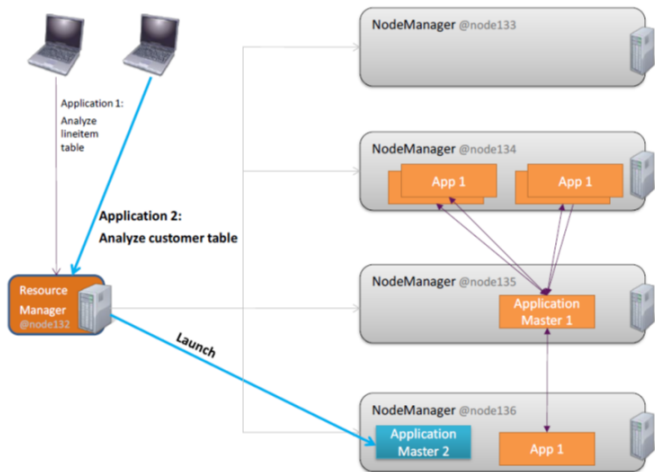 NodeManager @node133
Application 1:
Analyze
lineitem
table
NodeManager @node134
App 1
App 1
Application 2:
Analyze customer table
Resource
Manager
@node132
NodeManager @node135
Application
Master 1
Launch
NodeManager @node136
Application
Master 2
App 1